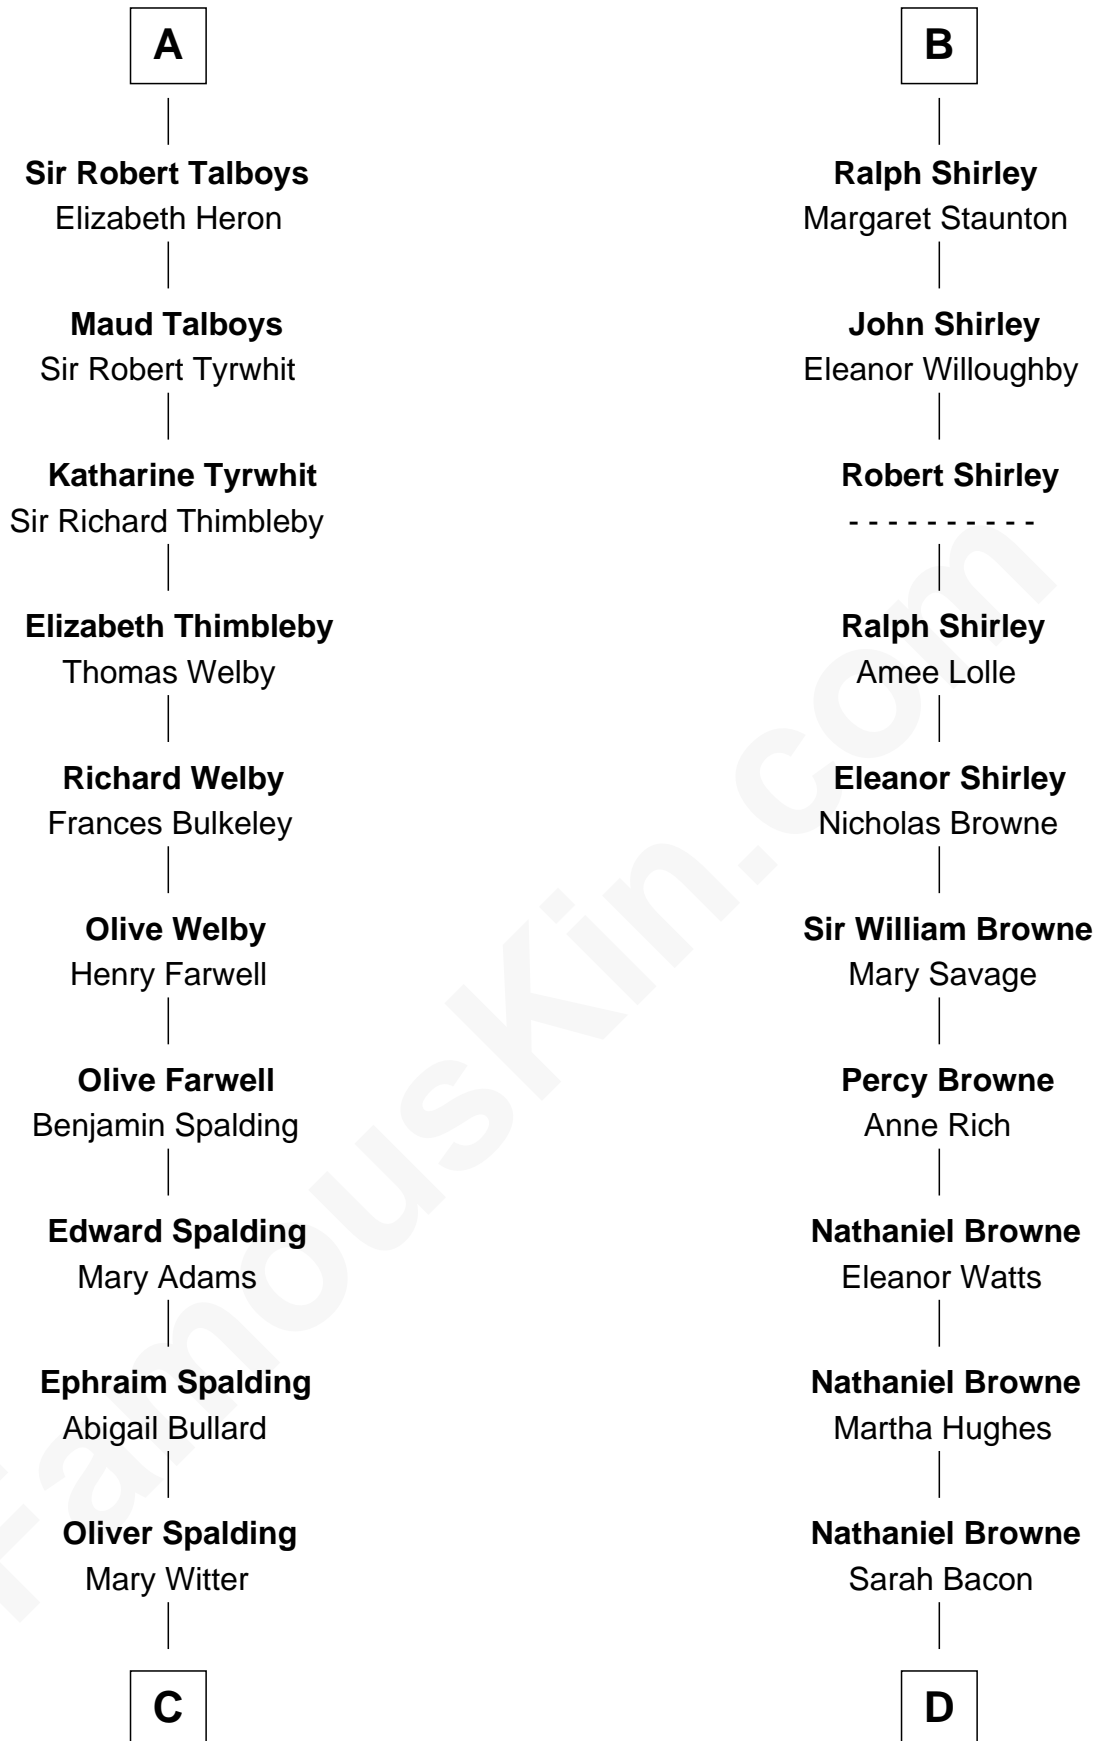 A
Sir Robert Talboys
Elizabeth Heron
Maud Talboys
Sir Robert Tyrwhit
Katharine Tyrwhit
Sir Richard Thimbleby
Elizabeth Thimbleby
Thomas Welby
Richard Welby
Frances Bulkeley
Olive Welby
Henry Farwell
Olive Farwell
Benjamin Spalding
Edward Spalding
Mary Adams
Ephraim Spalding
Abigail Bullard
Oliver Spalding
Mary Witter
C
B
Ralph Shirley
Margaret Staunton
John Shirley
Eleanor Willoughby
Robert Shirley
- - - - - - - - - -
Ralph Shirley
Amee Lolle
Eleanor Shirley
Nicholas Browne
Sir William Browne
Mary Savage
Percy Browne
Anne Rich
Nathaniel Browne
Eleanor Watts
Nathaniel Browne
Martha Hughes
Nathaniel Browne
Sarah Bacon
D
FamousKin.com